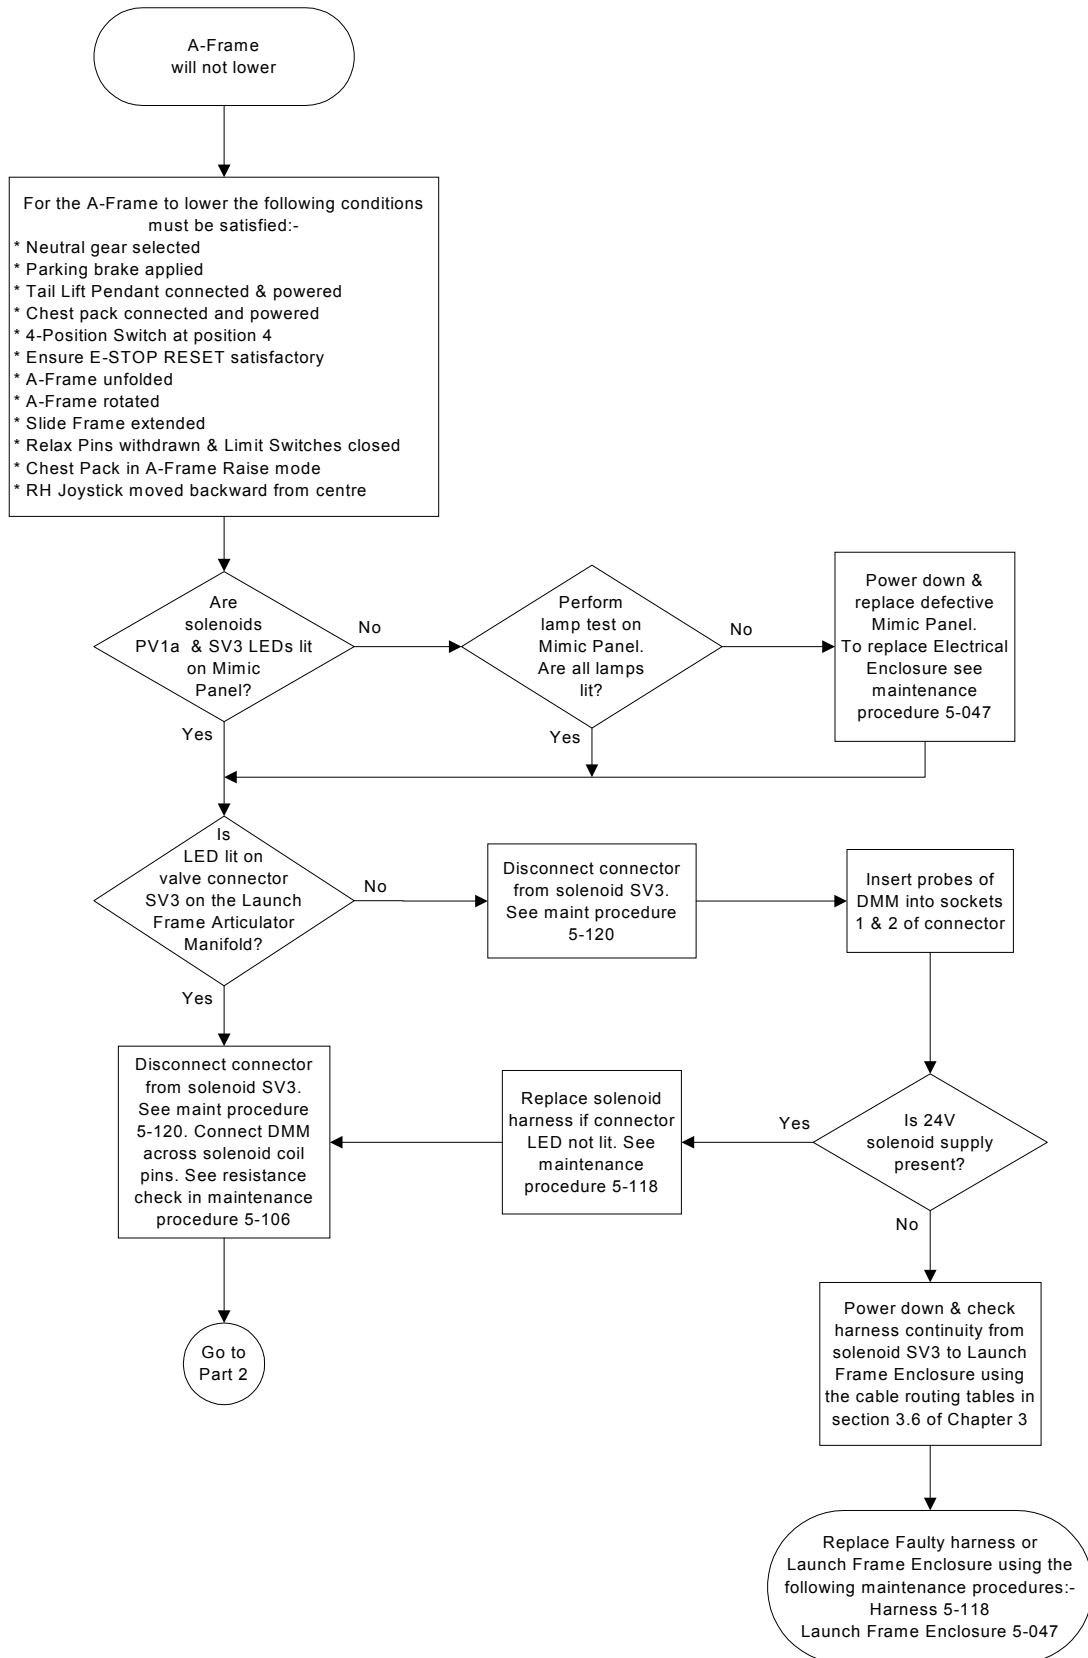 A-Frame
will not lower
For the A-Frame to lower the following conditions
must be satisfied:-
* Neutral gear selected
* Parking brake applied
* Tail Lift Pendant connected & powered
* Chest pack connected and powered
* 4-Position Switch at position 4
* Ensure E-STOP RESET satisfactory
* A-Frame unfolded
* A-Frame rotated
* Slide Frame extended
* Relax Pins withdrawn & Limit Switches closed
* Chest Pack in A-Frame Raise mode
* RH Joystick moved backward from centre
Are
solenoids
PV1a & SV3 LEDs lit
on Mimic
Panel?
No
Yes
Perform
lamp test on
Mimic Panel.
Are all lamps
lit?
No
Yes
Power down &
replace defective
Mimic Panel.
To replace Electrical
Enclosure see
maintenance
procedure 5-047
Is
LED lit on
valve connector
SV3 on the Launch
Frame Articulator
Manifold?
No
Yes
Disconnect connector
from solenoid SV3.
See maint procedure
5-120
Insert probes of
DMM into sockets
1 & 2 of connector
Is 24V
solenoid supply
present?
Yes
No
Replace solenoid
harness if connector
LED not lit. See
maintenance
procedure 5-118
Disconnect connector
from solenoid SV3.
See maint procedure
5-120. Connect DMM
across solenoid coil
pins. See resistance
check in maintenance
procedure 5-106
Go to
Part 2
Power down & check
harness continuity from
solenoid SV3 to Launch
Frame Enclosure using
the cable routing tables in
section 3.6 of Chapter 3
Replace Faulty harness or
Launch Frame Enclosure using the
following maintenance procedures:-
Harness 5-118
Launch Frame Enclosure 5-047